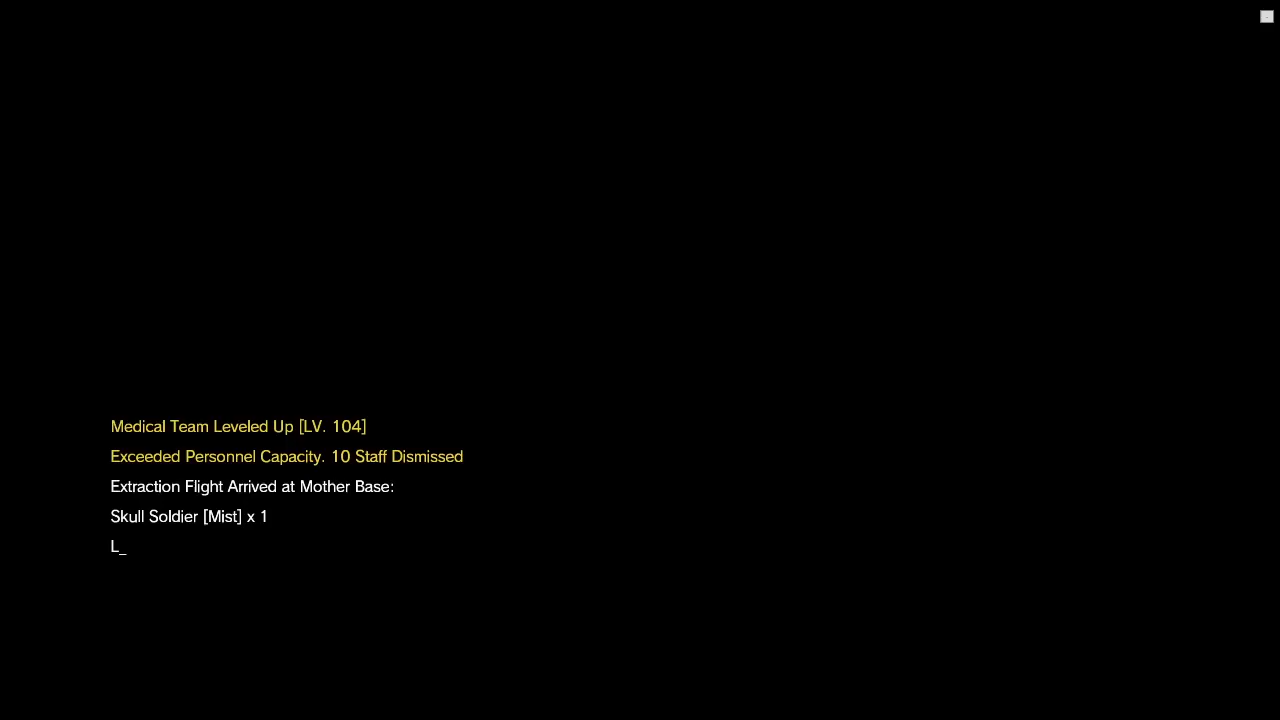 Medical Team Leveled Up [LV. 104]
Exceeded Personnel Capacity. 10 Staff Dismissed
Extraction Flight Arrived at Mother Base:
Skull Soldier [Mist] x 1
L_